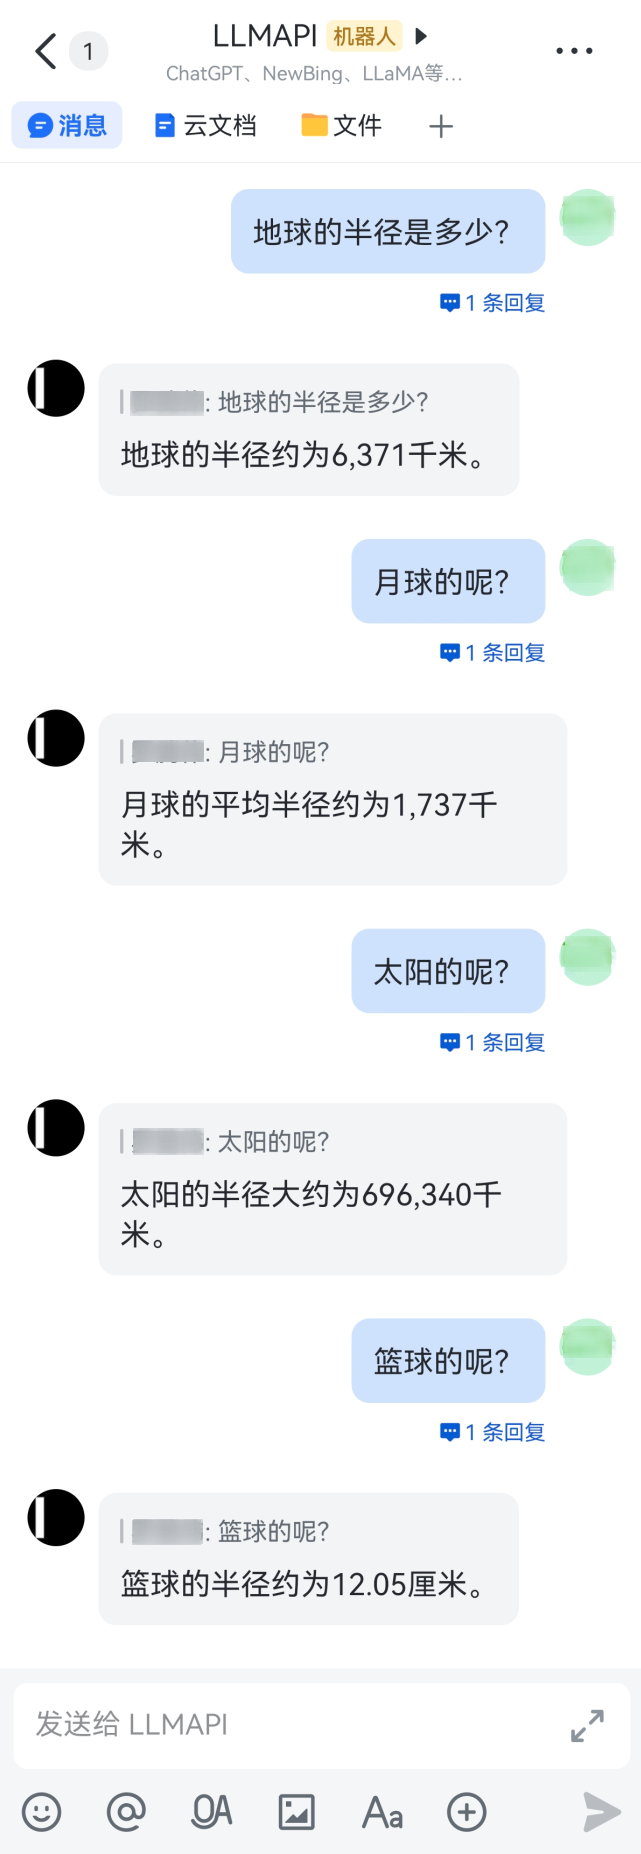 1
LLMAPI 机器人
ChatGPT、NewBing、LLaMA等...
消息 云文档 文件
地球的半径是多少?
1 条回复
: 地球的半径是多少?
地球的半径约为6,371千米。
月球的呢?
1 条回复
: 月球的呢?
月球的平均半径约为1,737千
米。
太阳的呢?
1 条回复
: 太阳的呢?
太阳的半径大约为696,340千
米。
篮球的呢?
1 条回复
: 篮球的呢?
篮球的半径约为12.05厘米。
发送给 LLMAPI
Aa